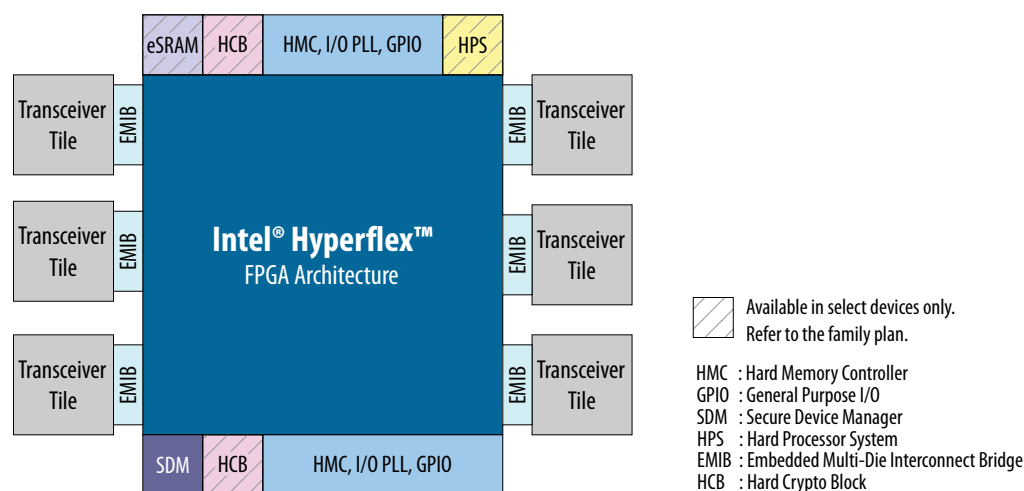 eSRAM HCB HMC, I/O PLL, GPIO HPS
Transceiver
Tile
EMIB
EMIB
Transceiver
Tile
Transceiver
Tile
EMIB
Intel® Hyperflex™
FPGA Architecture
EMIB
Transceiver
Tile
Transceiver
Tile
EMIB
EMIB
Transceiver
Tile
SDM HCB HMC, I/O PLL, GPIO
Available in select devices only.
Refer to the family plan.
HMC : Hard Memory Controller
GPIO : General Purpose I/O
SDM : Secure Device Manager
HPS : Hard Processor System
EMIB : Embedded Multi-Die Interconnect Bridge
HCB : Hard Crypto Block